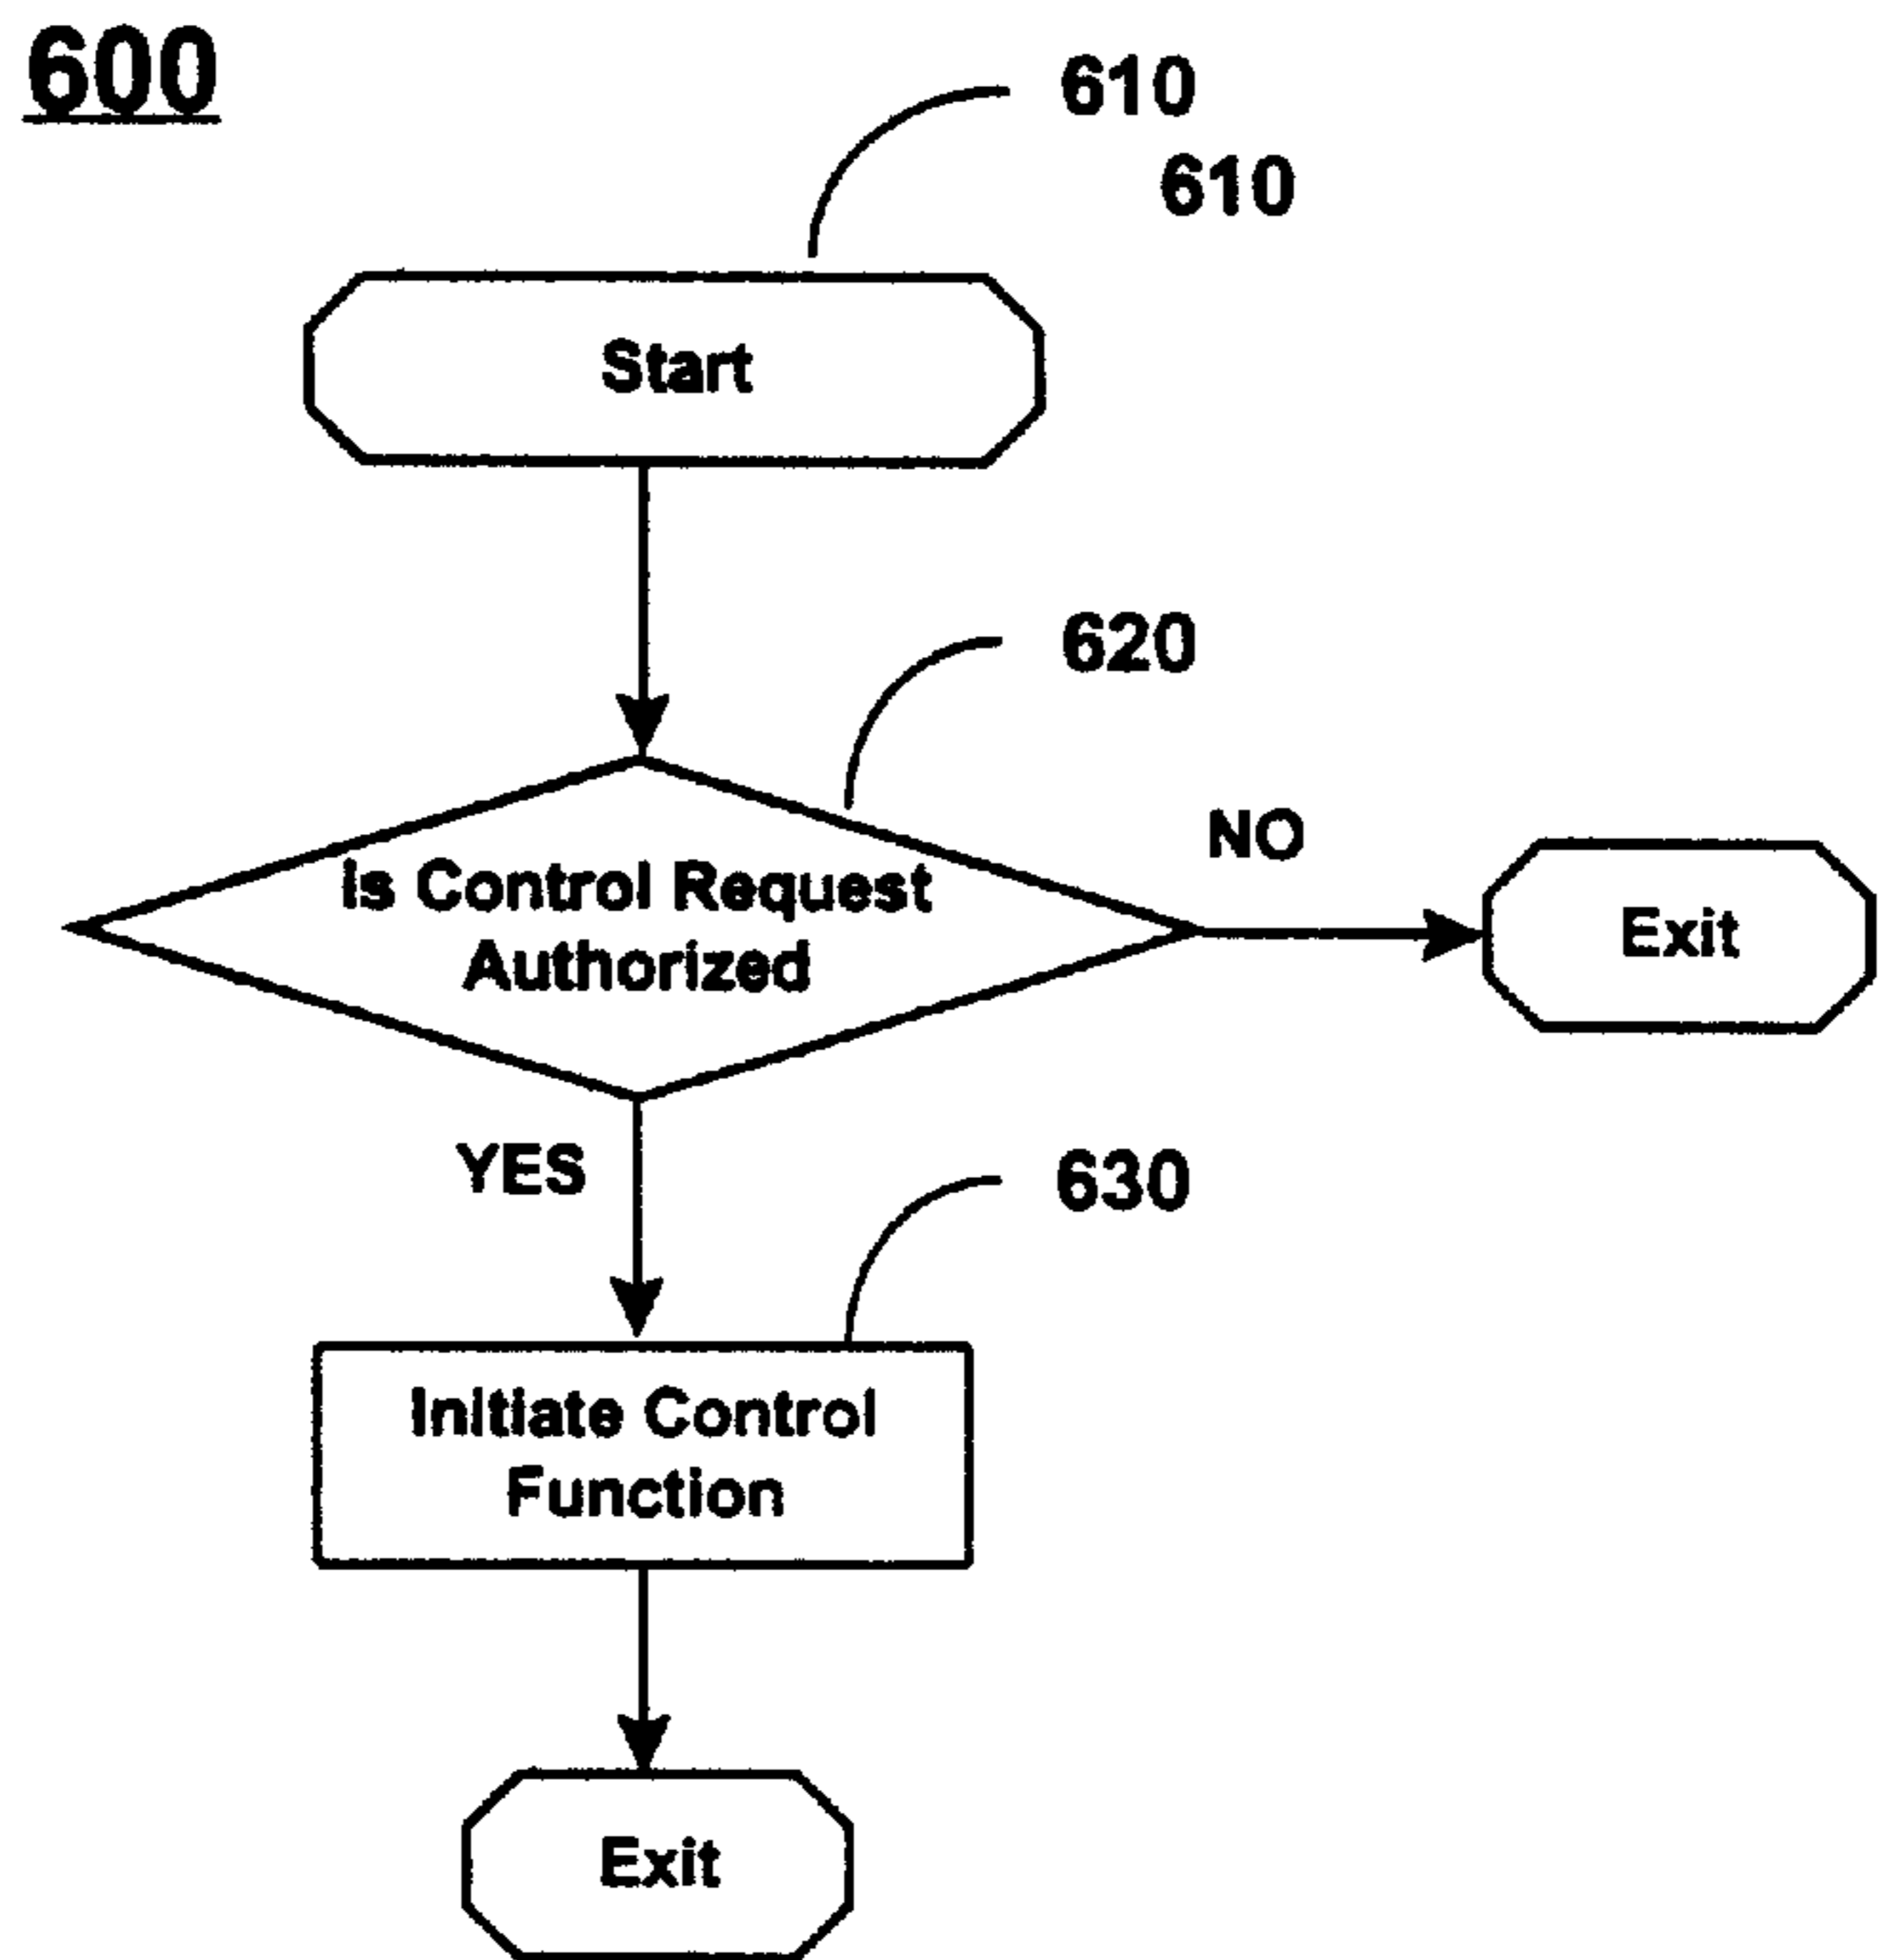 600
610
610
Start
620
Is Control Request
Authorized
NO
Exit
YES
630
Initiate Control
Function
Exit